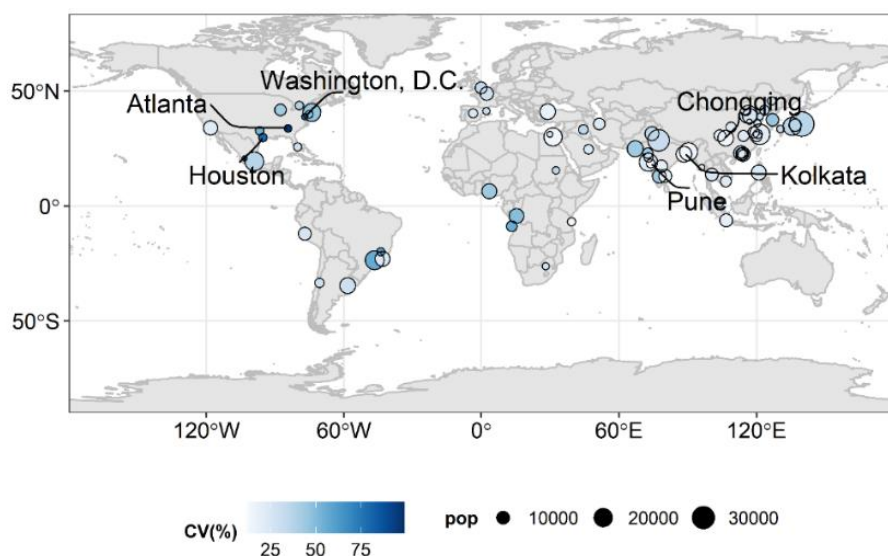 50°N
Washington, D.C.
Atlanta
Chongqing
Houston
Kolkata
Pune
0°
50°S
120°W 60°W 0° 60°E 120°E
CV(%)
25 50 75
pop 10000 20000 30000